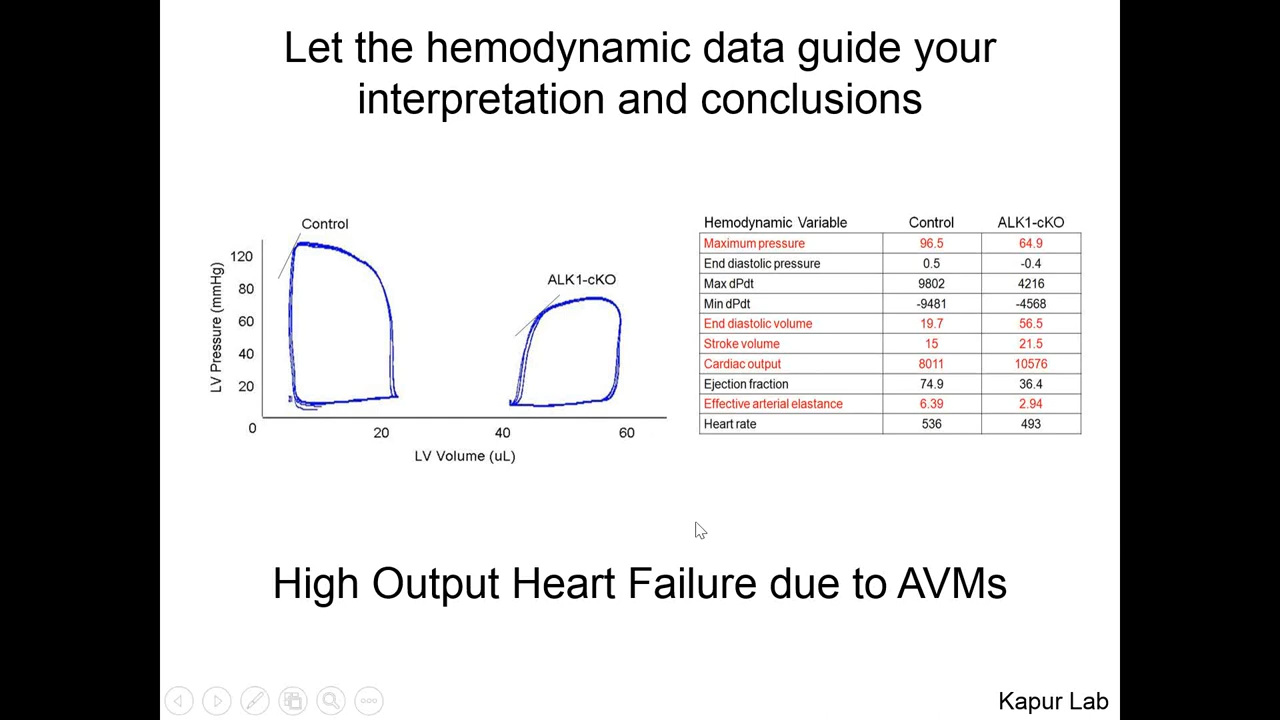 Let the hemodynamic data guide your
interpretation and conclusions
Control
ALK1-cKO
LV Pressure (mmHg)
120
80
60
40
20
0
20
40
60
LV Volume (uL)
Hemodynamic Variable Control ALK1-cKO
Maximum pressure 96.5 64.9
End diastolic pressure 0.5 -0.4
Max dPdt 9802 4216
Min dPdt -9481 -4568
End diastolic volume 19.7 56.5
Stroke volume 15 21.5
Cardiac output 8011 10576
Ejection fraction 74.9 36.4
Effective arterial elastance 6.39 2.94
Heart rate 536 493
High Output Heart Failure due to AVMs
Kapur Lab